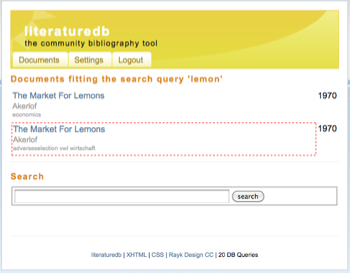 literaturedb
the community bibliography tool
Documents Settings Logout
Documents fitting the search query 'lemon'
The Market For Lemons 1970
Akerlof
economics
The Market For Lemons 1970
Akerlof
adverseselection vwl wirtschaft
Search
search
literaturedb | XHTML | CSS | Rayk Design CC | 20 DB Queries